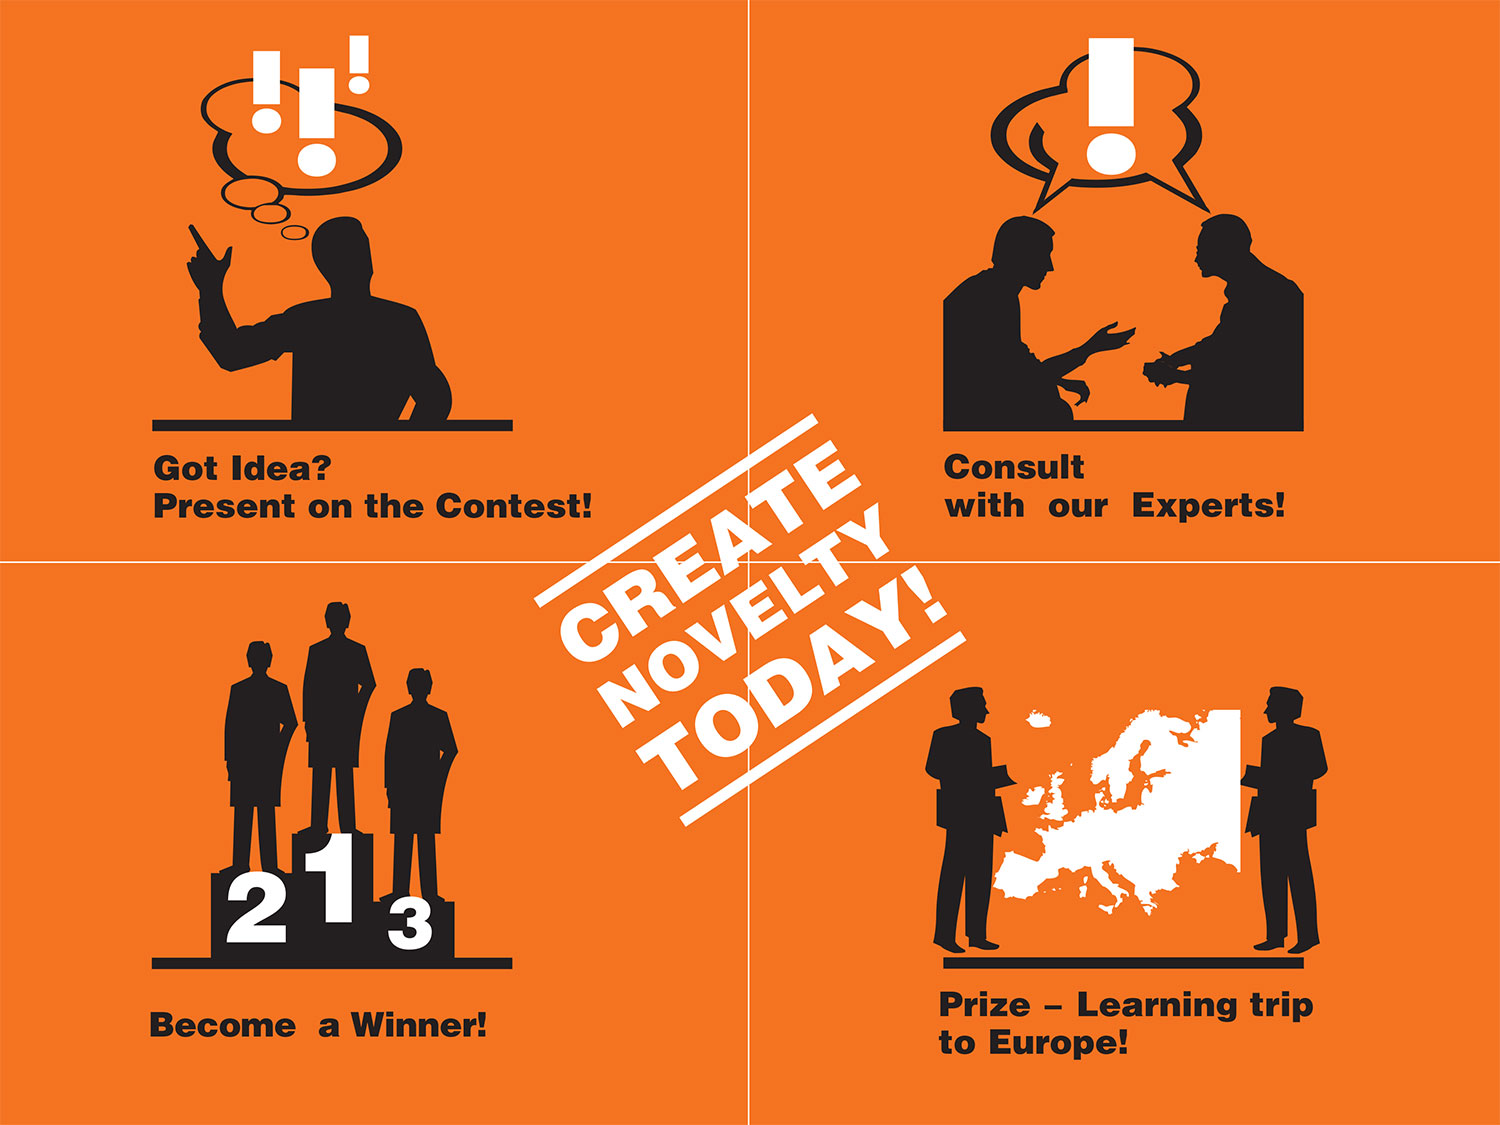 Got Idea?
Present on the Contest!
Consult
with our Experts!
CREATE
NOVELTY
TODAY!
2
1
3
Become a Winner!
Prize – Learning trip
to Europe!